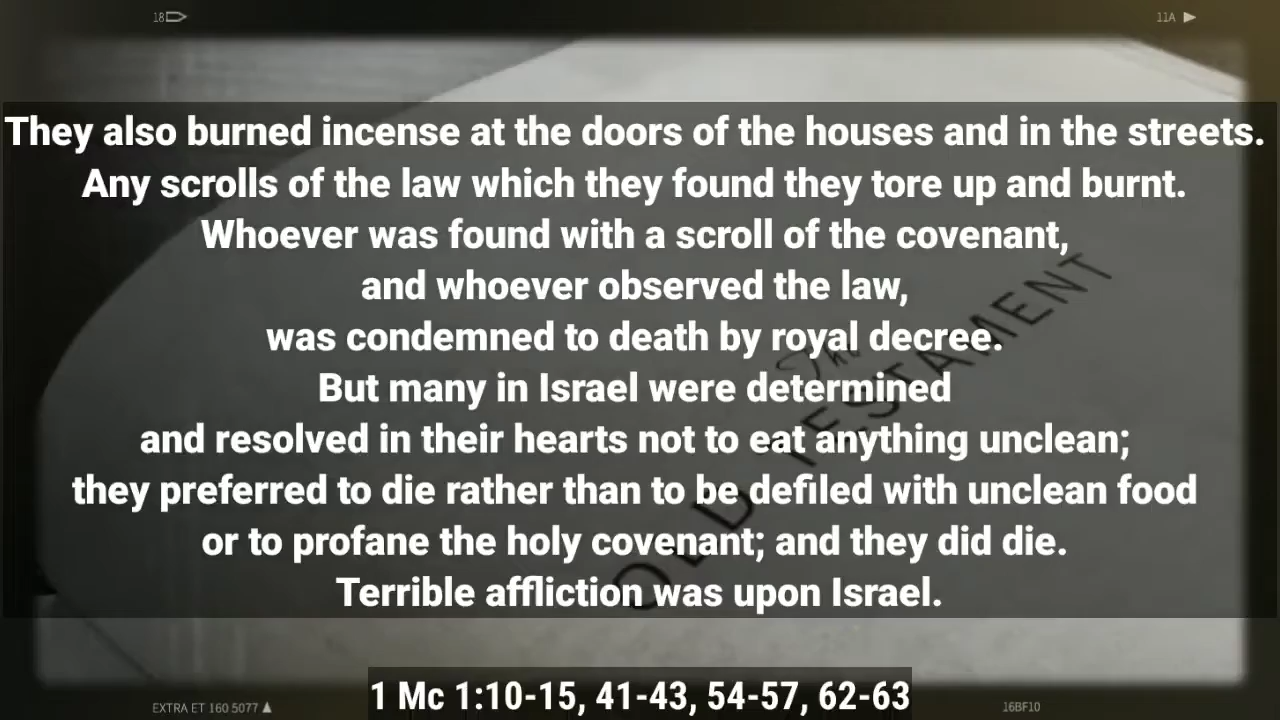 18
11A
They also burned incense at the doors of the houses and in the streets.
Any scrolls of the law which they found they tore up and burnt.
Whoever was found with a scroll of the covenant,
and whoever observed the law,
was condemned to death by royal decree.
But many in Israel were determined
and resolved in their hearts not to eat anything unclean;
they preferred to die rather than to be defiled with unclean food
or to profane the holy covenant; and they did die.
Terrible affliction was upon Israel.
The
OLD TESTAMENT
1 Mc 1:10-15, 41-43, 54-57, 62-63
EXTRA ET 160 5077
16BF10